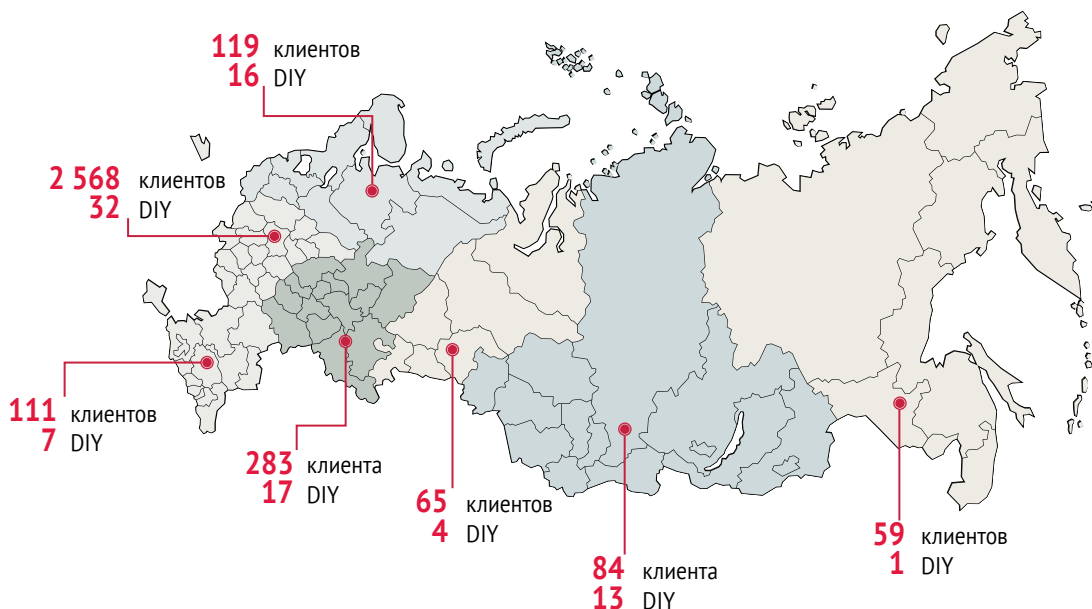 119 клиентов
16 DIY
2 568 клиентов
32 DIY
111 клиентов
7 DIY
283 клиента
17 DIY
65 клиентов
4 DIY
84 клиента
13 DIY
59 клиентов
1 DIY